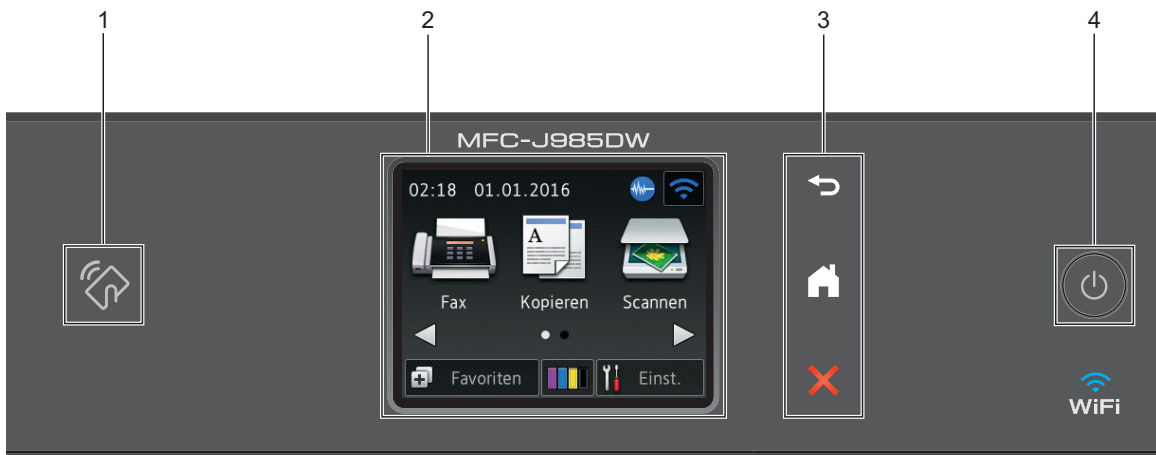 1 2 3 4
MFC-J985DW
02:18 01.01.2016
A
Fax Kopieren Scannen
Favoriten Einst.
WiFi